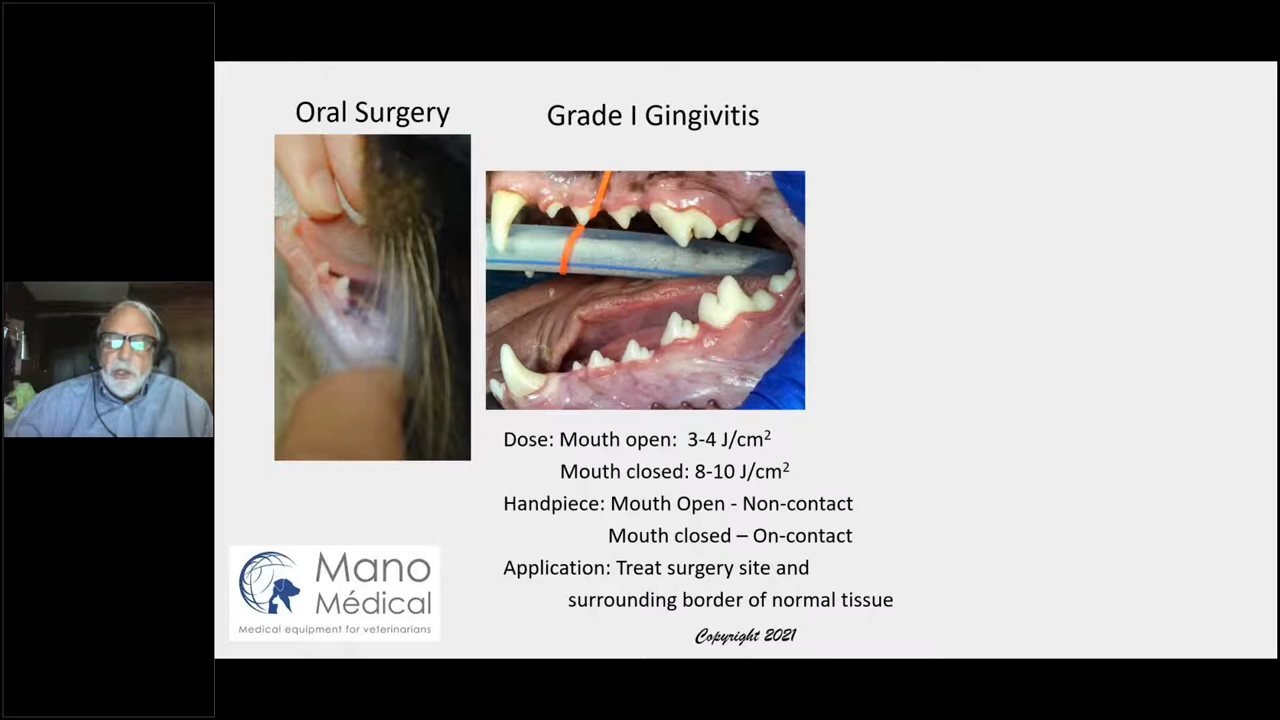 Oral Surgery
Grade I Gingivitis
Dose: Mouth open: 3-4 J/cm²
Mouth closed: 8-10 J/cm²
Handpiece: Mouth Open - Non-contact
Mouth closed – On-contact
Application: Treat surgery site and
surrounding border of normal tissue
Copyright 2021
Mano
Médical
Medical equipment for veterinarians